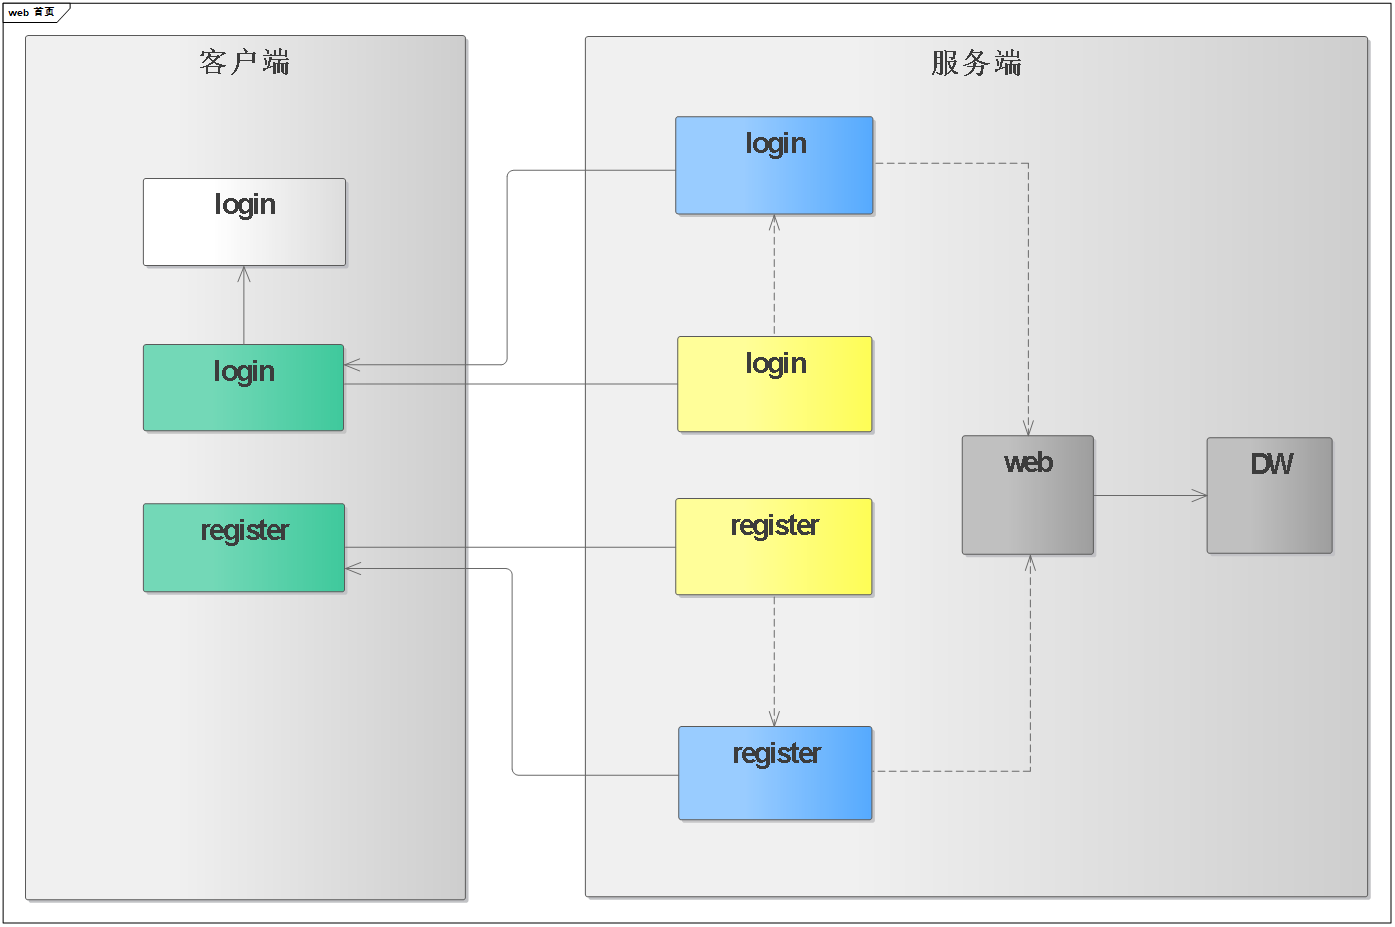 web 首页
客户端
服务端
login
login
login
login
web
DW
register
register
register